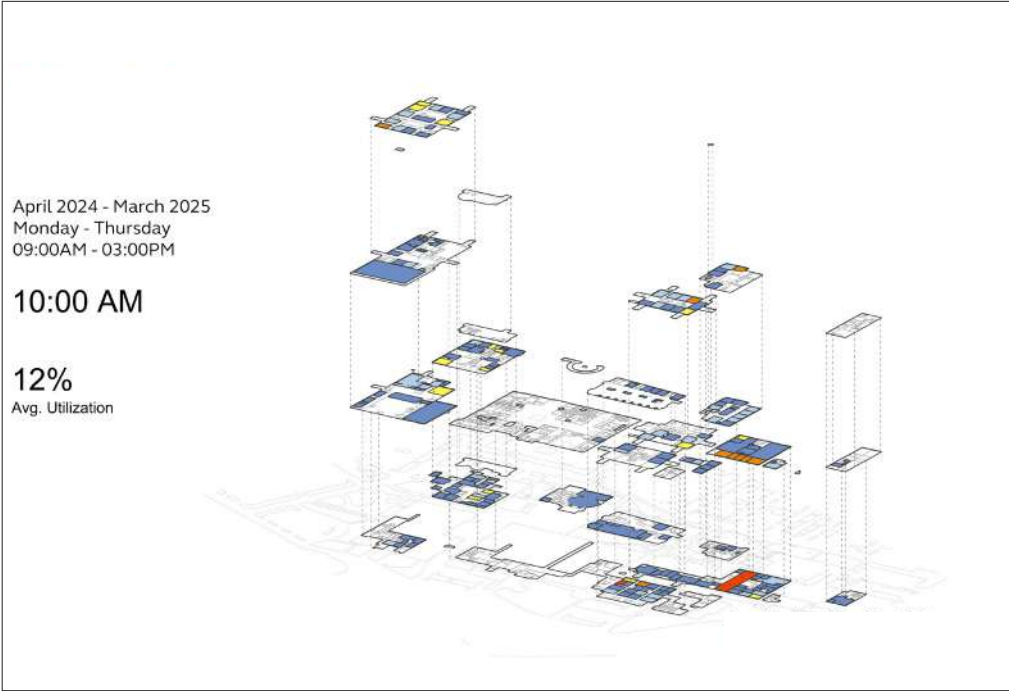 April 2024 - March 2025
Monday - Thursday
09:00AM - 03:00PM
10:00 AM
12%
Avg. Utilization